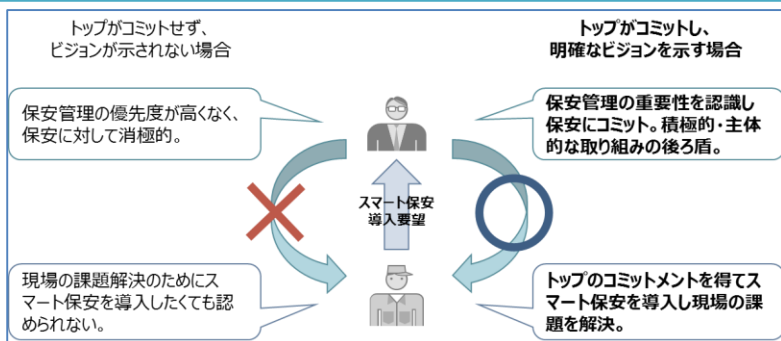 トップがコミットせず、
ビジョンが示されない場合
トップがコミットし、
明確なビジョンを示す場合
保安管理の優先度が高くなく、
保安に対して消極的。
保安管理の重要性を認識し
保安にコミット。積極的・主体
的な取り組みの後ろ盾。
スマート保安
導入要望
現場の課題解決のためにス
マート保安を導入したくても認
められない。
トップのコミットメントを得てス
マート保安を導入し現場の課
題を解決。